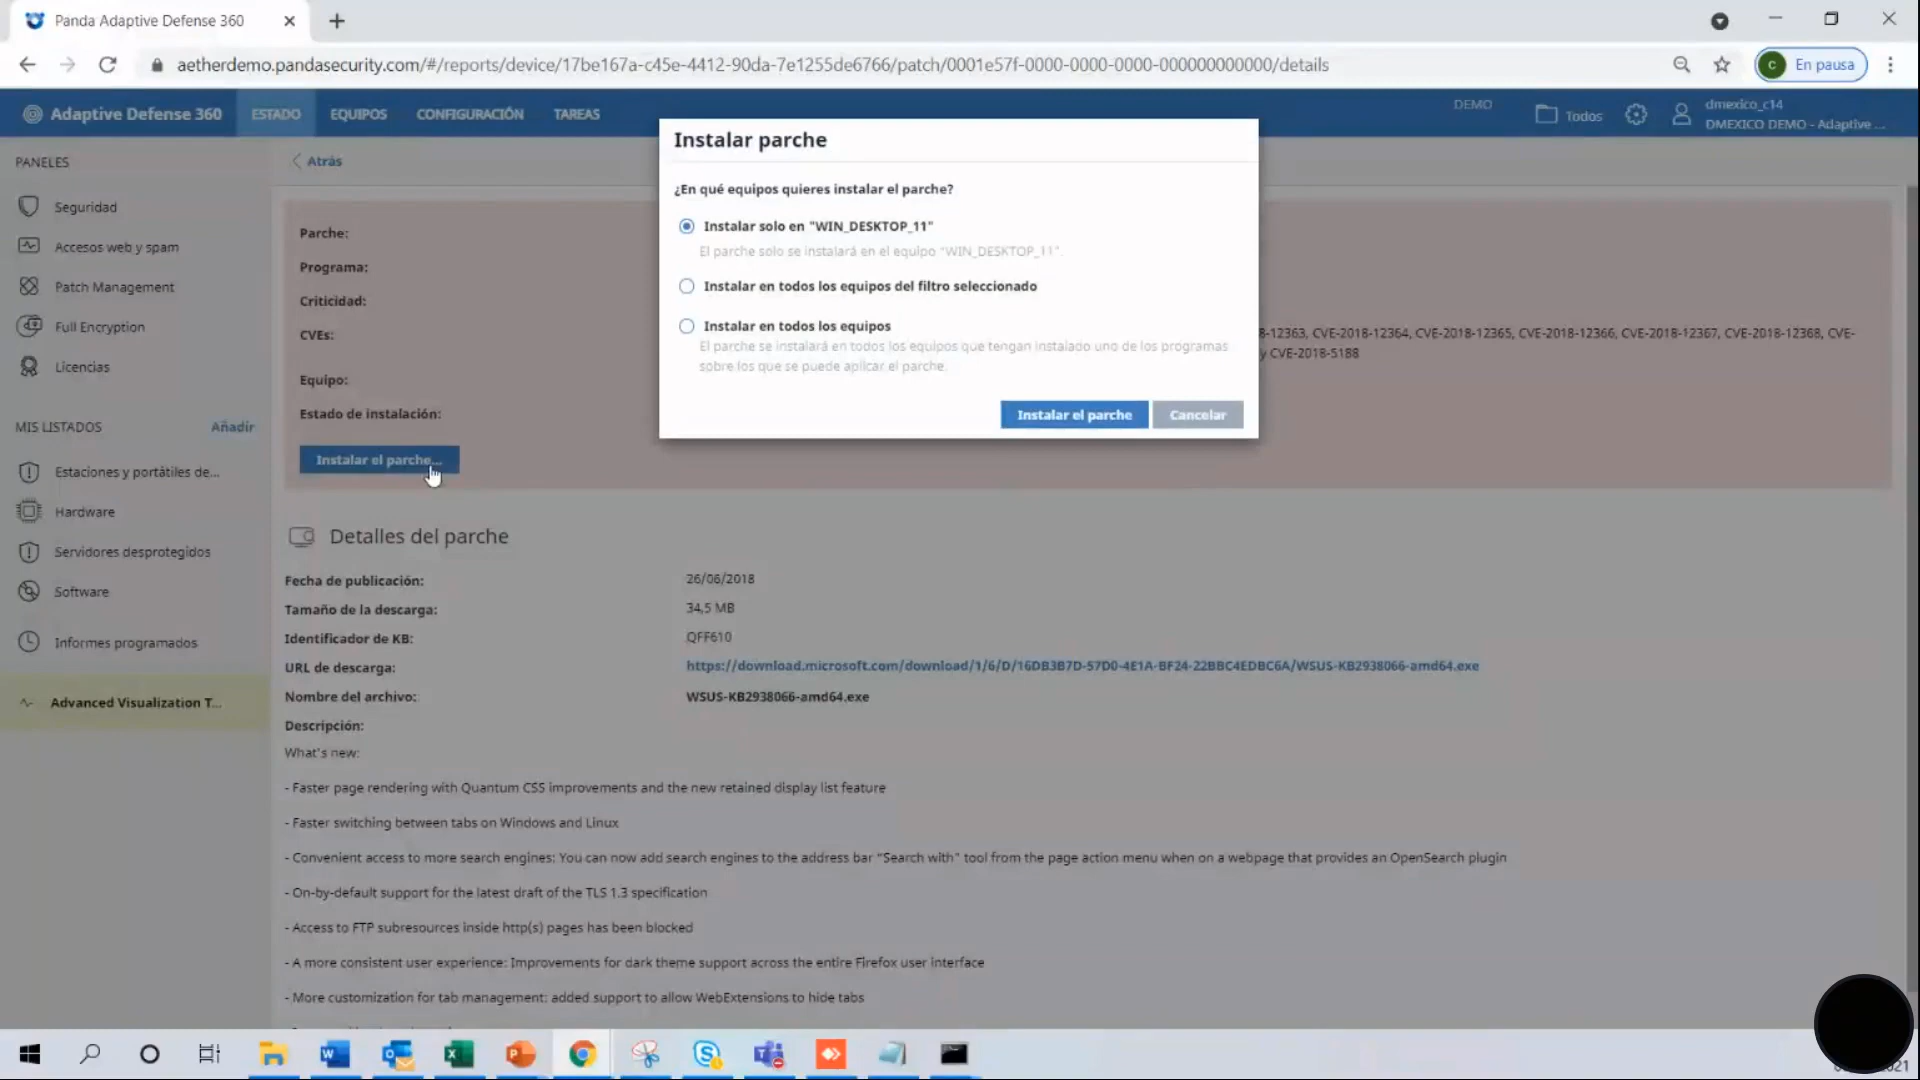 Panda Adaptive Defense 360
aetherdemo.pandasecurity.com/#/reports/device/17be167a-c45e-4412-90da-7e1255de6766/patch/0001e57f-0000-0000-0000-000000000000/details
C En pausa
Adaptive Defense 360 ESTADO EQUIPOS CONFIGURACIÓN TAREAS DEMO Todos dmexico_c14
DMEXICO DEMO - Adaptive ...
PANELES
Seguridad
Accesos web y spam
Patch Management
Full Encryption
Licencias
MIS LISTADOS Añadir
Estaciones y portátiles de...
Hardware
Servidores desprotegidos
Software
Informes programados
Advanced Visualization T...
Atrás
Parche:
Programa:
Criticidad:
CVEs:
8-12363, CVE-2018-12364, CVE-2018-12365, CVE-2018-12366, CVE-2018-12367, CVE-2018-12368, CVE-
y CVE-2018-5188
Equipo:
Estado de instalación:
Instalar el parche...
Instalar parche
¿En qué equipos quieres instalar el parche?
Instalar solo en "WIN_DESKTOP_11"
El parche solo se instalará en el equipo "WIN_DESKTOP_11".
Instalar en todos los equipos del filtro seleccionado
Instalar en todos los equipos
El parche se instalará en todos los equipos que tengan instalado uno de los programas
sobre los que se puede aplicar el parche.
Instalar el parche Cancelar
Detalles del parche
Fecha de publicación: 26/06/2018
Tamaño de la descarga: 34,5 MB
Identificador de KB: QFF610
URL de descarga: https://download.microsoft.com/download/1/6/D/16DB3B7D-57D0-4E1A-BF24-22BBC4EDBC6A/WSUS-KB2938066-amd64.exe
Nombre del archivo: WSUS-KB2938066-amd64.exe
Descripción:
What's new:
- Faster page rendering with Quantum CSS improvements and the new retained display list feature
- Faster switching between tabs on Windows and Linux
- Convenient access to more search engines: You can now add search engines to the address bar "Search with" tool from the page action menu when on a webpage that provides an OpenSearch plugin
- On-by-default support for the latest draft of the TLS 1.3 specification
- Access to FTP subresources inside http(s) pages has been blocked
- A more consistent user experience: Improvements for dark theme support across the entire Firefox user interface
- More customization for tab management: added support to allow WebExtensions to hide tabs